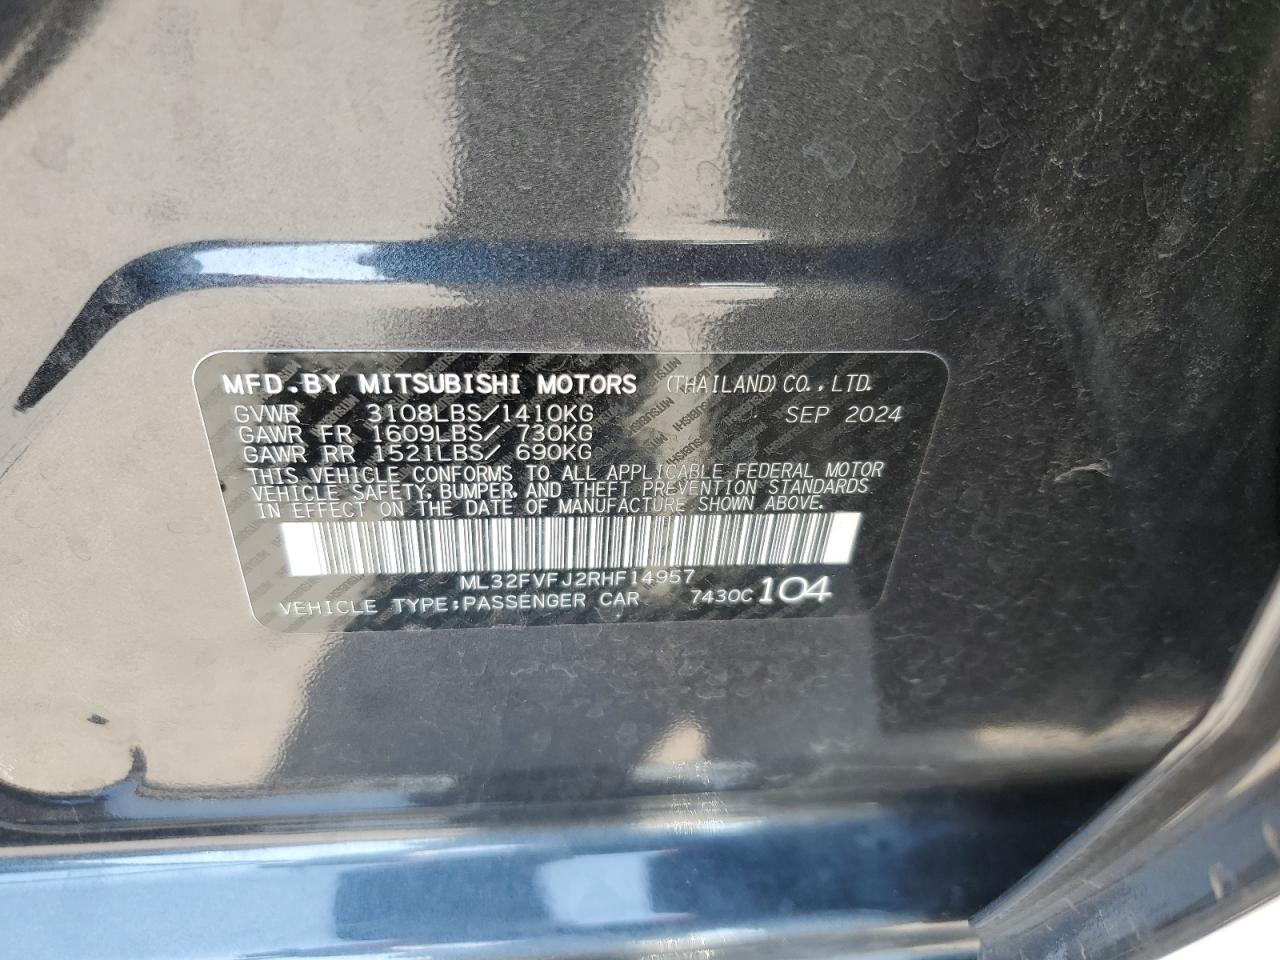 MFD. BY MITSUBISHI MOTORS (THAILAND) CO., LTD.
GVWR 3108LBS/1410KG SEP 2024
GAWR FR 1609LBS/ 730KG
GAWR RR 1521LBS/ 690KG
THIS VEHICLE CONFORMS TO ALL APPLICABLE FEDERAL MOTOR
VEHICLE SAFETY, BUMPER, AND THEFT PREVENTION STANDARDS
IN EFFECT ON THE DATE OF MANUFACTURE SHOWN ABOVE.
ML32FVFJ2RHF14957
VEHICLE TYPE:PASSENGER CAR 7430C 104